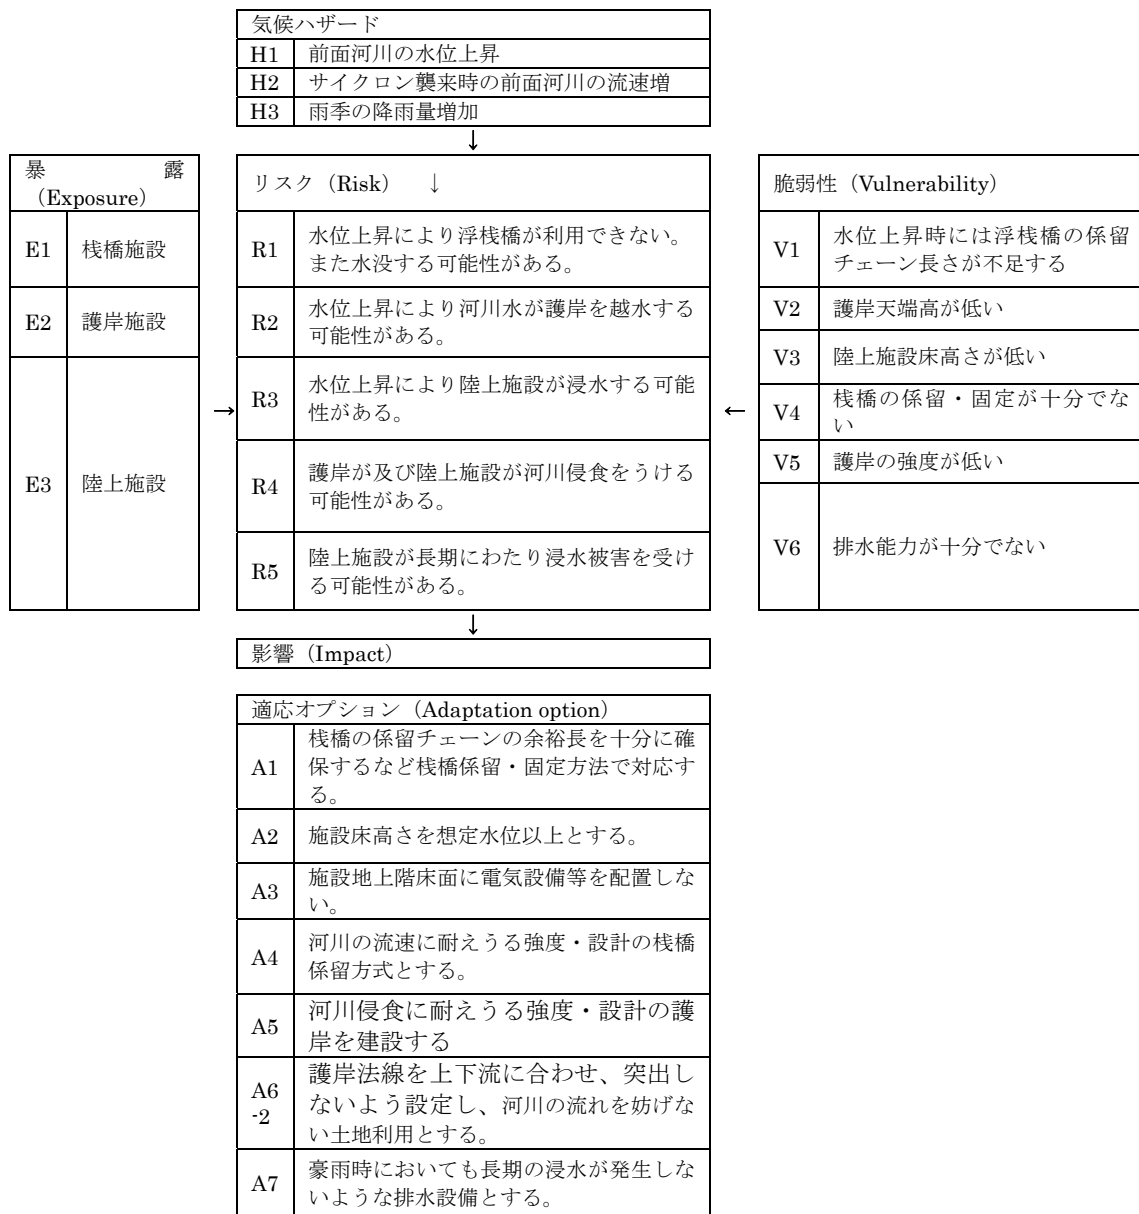 気候ハザード
H1 前面河川の水位上昇
H2 サイクロン襲来時の前面河川の流速増
H3 雨季の降雨量増加
↓
暴 露
（Exposure）
E1 桟橋施設
E2 護岸施設
E3 陸上施設
→
リスク（Risk） ↓
R1 水位上昇により浮桟橋が利用できない。
また水没する可能性がある。
R2 水位上昇により河川水が護岸を越水する
可能性がある。
R3 水位上昇により陸上施設が浸水する可能
性がある。
R4 護岸が及び陸上施設が河川侵食をうける
可能性がある。
R5 陸上施設が長期にわたり浸水被害を受け
る可能性がある。
←
脆弱性（Vulnerability）
V1 水位上昇時には浮桟橋の係留
チェーン長さが不足する
V2 護岸天端高が低い
V3 陸上施設床高さが低い
V4 桟橋の係留・固定が十分でな
い
V5 護岸の強度が低い
V6 排水能力が十分でない
↓
影響（Impact）
適応オプション（Adaptation option）
A1 桟橋の係留チェーンの余裕長を十分に確
保するなど桟橋係留・固定方法で対応す
る。
A2 施設床高さを想定水位以上とする。
A3 施設地上階床面に電気設備等を配置しな
い。
A4 河川の流速に耐えうる強度・設計の桟橋
係留方式とする。
A5 河川侵食に耐えうる強度・設計の護
岸を建設する
A6
-2 護岸法線を上下流に合わせ、突出し
ないよう設定し、河川の流れを妨げな
い土地利用とする。
A7 豪雨時においても長期の浸水が発生しな
いような排水設備とする。